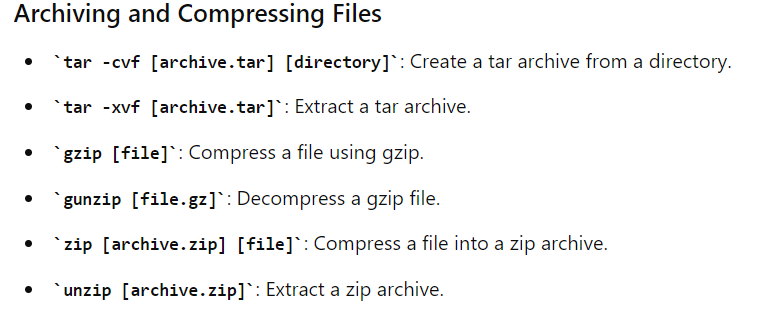 Archiving and Compressing Files
• `tar -cvf [archive.tar] [directory]`: Create a tar archive from a directory.
• `tar -xvf [archive.tar]`: Extract a tar archive.
• `gzip [file]`: Compress a file using gzip.
• `gunzip [file.gz]`: Decompress a gzip file.
• `zip [archive.zip] [file]`: Compress a file into a zip archive.
• `unzip [archive.zip]`: Extract a zip archive.